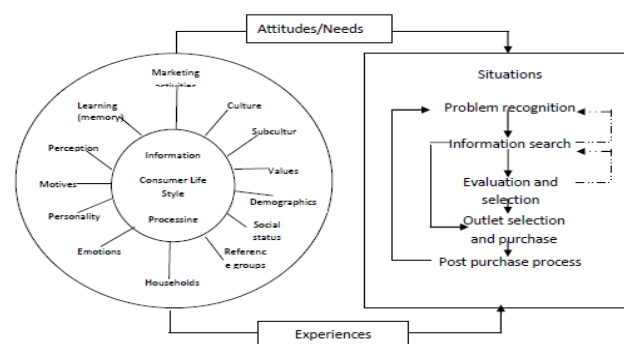 Attitudes/Needs
Marketing
activities
Learning
(memory)
Culture
Subcultur
Perception
Values
Motives
Demographics
Personality
Social
status
Emotions
Referenc
e groups
Households
Information
Consumer Life
Style
Processing
Situations
Problem recognition
Information search
Evaluation and
selection
Outlet selection
and purchase
Post purchase process
Experiences